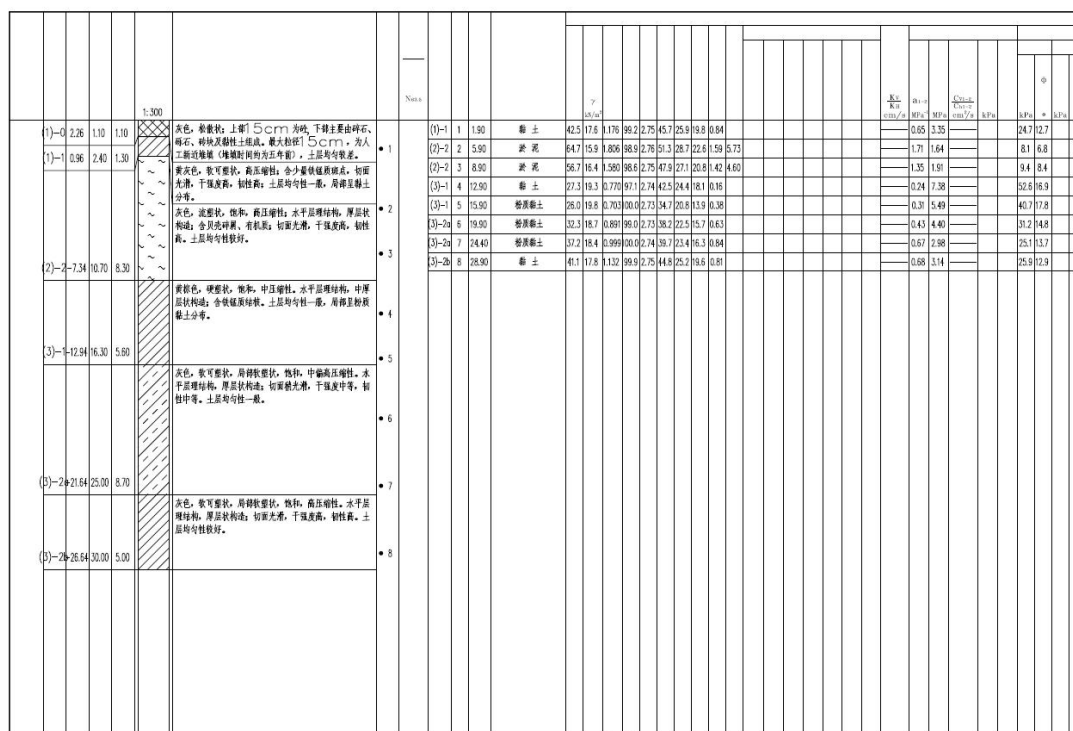 1:300
N63.5
γ
kN/m³
Kv
KH
cm/s
a1-2
MPa⁻¹
MPa
Cv1-2
Ch1-2
cm²/s
kPa
φ
kPa
°
kPa
(1)-0 2.26 1.10 1.10
灰色，松散状；上部15cm为砼，下部主要由碎石、
砾石、砖块及黏性土组成。最大粒径15cm，为人
工新近堆填（堆填时间约为五年前），土层均匀较差。
(1)-1 0.96 2.40 1.30
黄灰色，软可塑状，高压缩性；含少量铁锰质斑点，切面
光滑，干强度高，韧性高；土层均匀性一般，局部呈黏土
分布。
(2)-2 -7.34 10.70 8.30
灰色，流塑状，饱和，高压缩性；水平层理结构，厚层状
构造；含贝壳碎屑、有机质；切面光滑，干强度高，韧性
高。土层均匀性较好。
(3)-1 -12.94 16.30 5.60
黄棕色，硬塑状，饱和，中压缩性。水平层理结构，中厚
层状构造；含铁锰质结核。土层均匀性一般，局部呈粉质
黏土分布。
(3)-2a -21.64 25.00 8.70
灰色，软可塑状，局部软塑状，饱和，中偏高压缩性。水
平层理结构，厚层状构造；切面稍光滑，干强度中等，韧
性中等。土层均匀性一般。
(3)-2b -26.64 30.00 5.00
灰色，软可塑状，局部软塑状，饱和，高压缩性。水平层
理结构，厚层状构造；切面光滑，干强度高，韧性高。土
层均匀性较好。
1
2
3
4
5
6
7
8
(1)-1 1 1.90 黏土 42.5 17.6 1.176 99.2 2.75 45.7 25.9 19.8 0.84 0.65 3.35 24.7 12.7
(2)-2 2 5.90 淤泥 64.7 15.9 1.806 98.9 2.76 51.3 28.7 22.6 1.59 5.73 1.71 1.64 8.1 6.8
(2)-2 3 8.90 淤泥 56.7 16.4 1.580 98.6 2.75 47.9 27.1 20.8 1.42 4.60 1.35 1.91 9.4 8.4
(3)-1 4 12.90 黏土 27.3 19.3 0.770 97.1 2.74 42.5 24.4 18.1 0.16 0.24 7.38 52.6 16.9
(3)-1 5 15.90 粉质黏土 26.0 19.8 0.703 100.0 2.73 34.7 20.8 13.9 0.38 0.31 5.49 40.7 17.8
(3)-2a 6 19.90 粉质黏土 32.3 18.7 0.891 99.0 2.73 38.2 22.5 15.7 0.63 0.43 4.40 31.2 14.8
(3)-2a 7 24.40 粉质黏土 37.2 18.4 0.999 100.0 2.74 39.7 23.4 16.3 0.84 0.67 2.98 25.1 13.7
(3)-2b 8 28.90 黏土 41.1 17.8 1.132 99.9 2.75 44.8 25.2 19.6 0.81 0.68 3.14 25.9 12.9